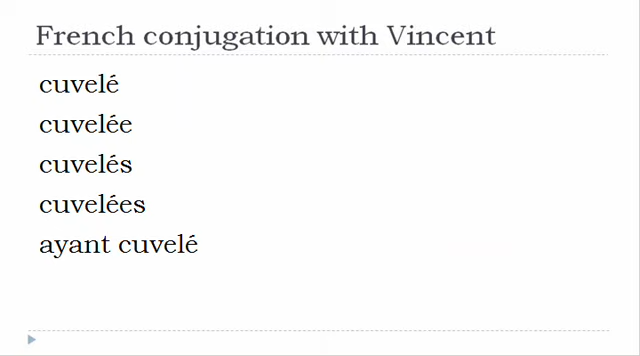 French conjugation with Vincent
cuvelé
cuvelée
cuvelés
cuvelées
ayant cuvelé